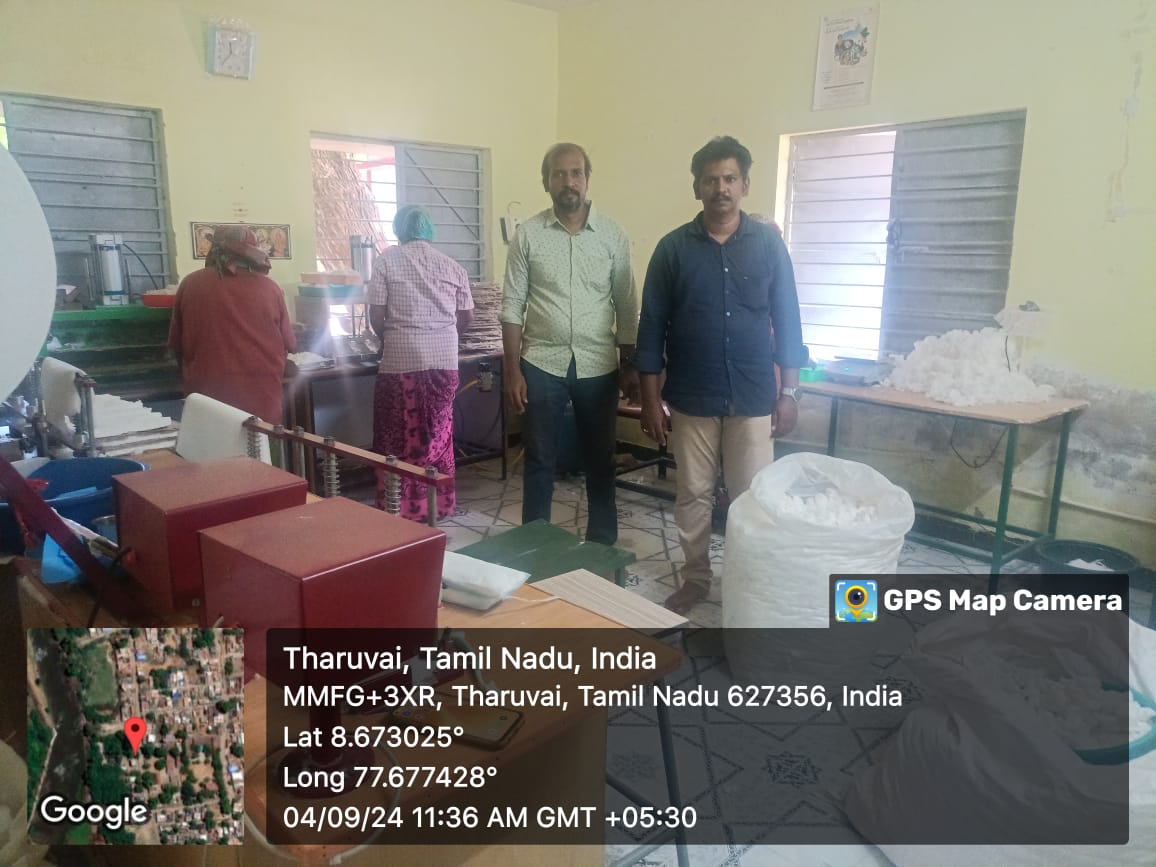 GPS Map Camera
Tharuvai, Tamil Nadu, India
MMFG+3XR, Tharuvai, Tamil Nadu 627356, India
Lat 8.673025°
Long 77.677428°
04/09/24 11:36 AM GMT +05:30
Google